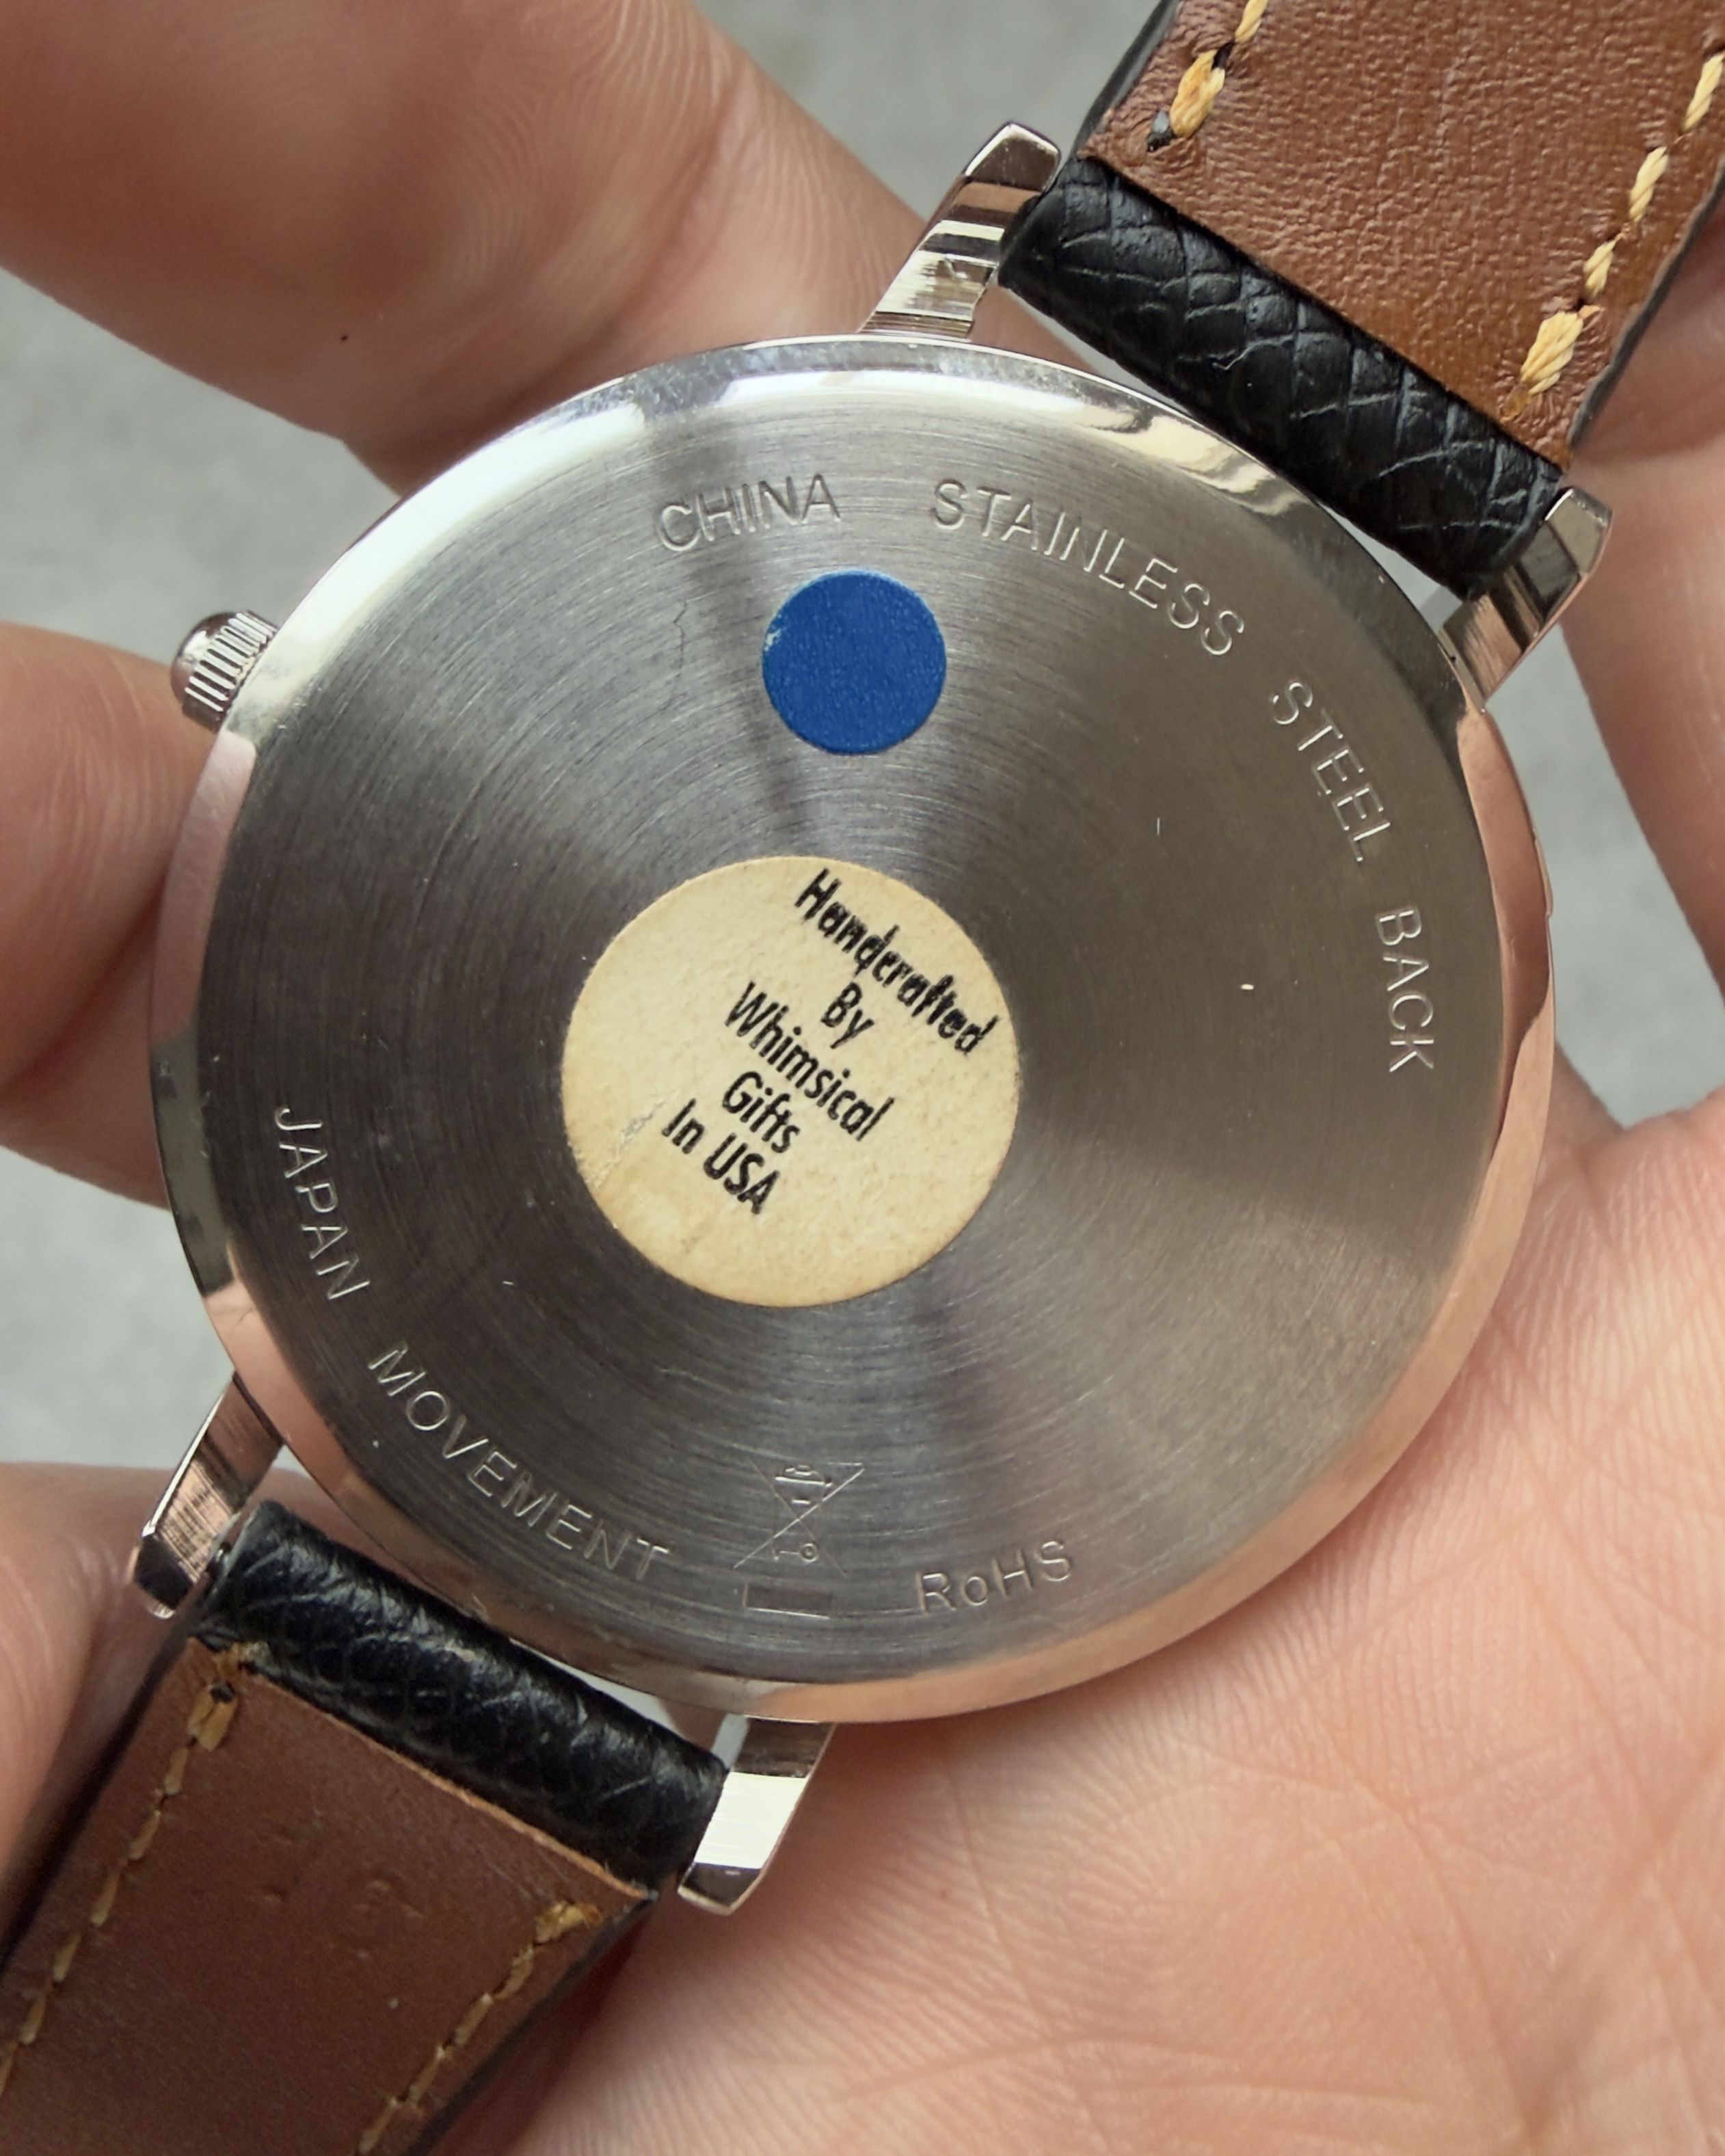 CHINA STAINLESS STEEL BACK
Handcrafted
By
Whimsical
Gifts
In USA
JAPAN MOVEMENT RoHS